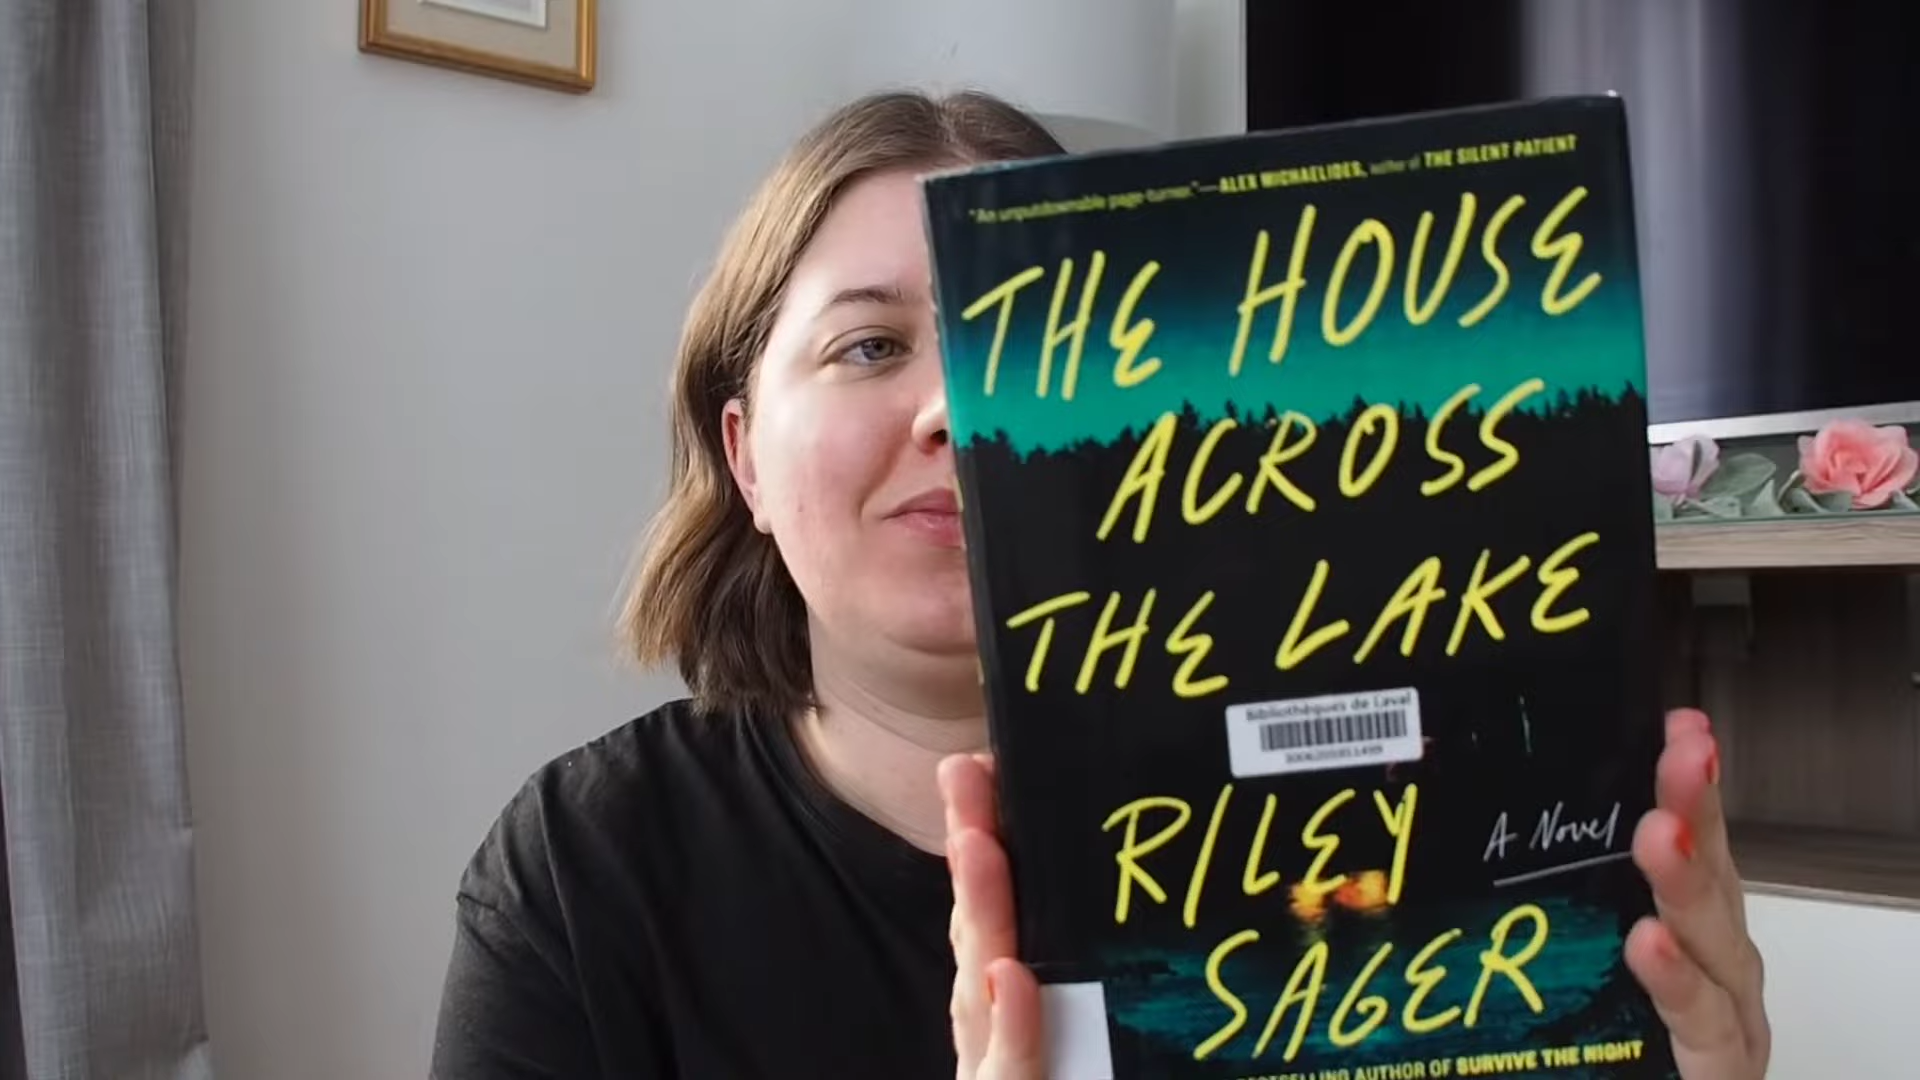 "An unputdownable page-turner."—ALEX MICHAELIDES, author of THE SILENT PATIENT
THE HOUSE
ACROSS
THE LAKE
Bibliothèques de Laval
RILEY
A Novel
SAGER
BESTSELLING AUTHOR OF SURVIVE THE NIGHT